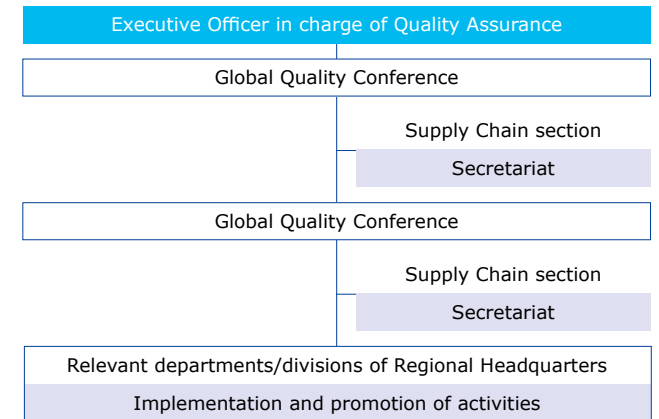 Executive Officer in charge of Quality Assurance
Global Quality Conference
Supply Chain section
Secretariat
Global Quality Conference
Supply Chain section
Secretariat
Relevant departments/divisions of Regional Headquarters
Implementation and promotion of activities